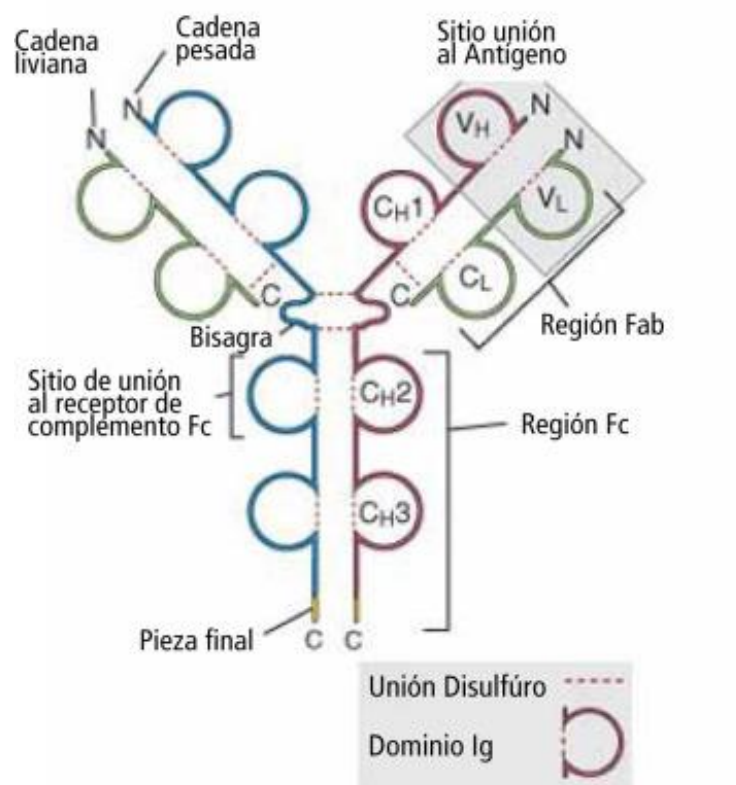 Cadena
liviana
Cadena
pesada
Sitio unión
al Antígeno
N
N
N
N
VH
VL
CH1
CL
C
C
Bisagra
Región Fab
Sitio de unión
al receptor de
complemento Fc
CH2
Región Fc
CH3
Pieza final
C
C
Unión Disulfúro
Dominio Ig